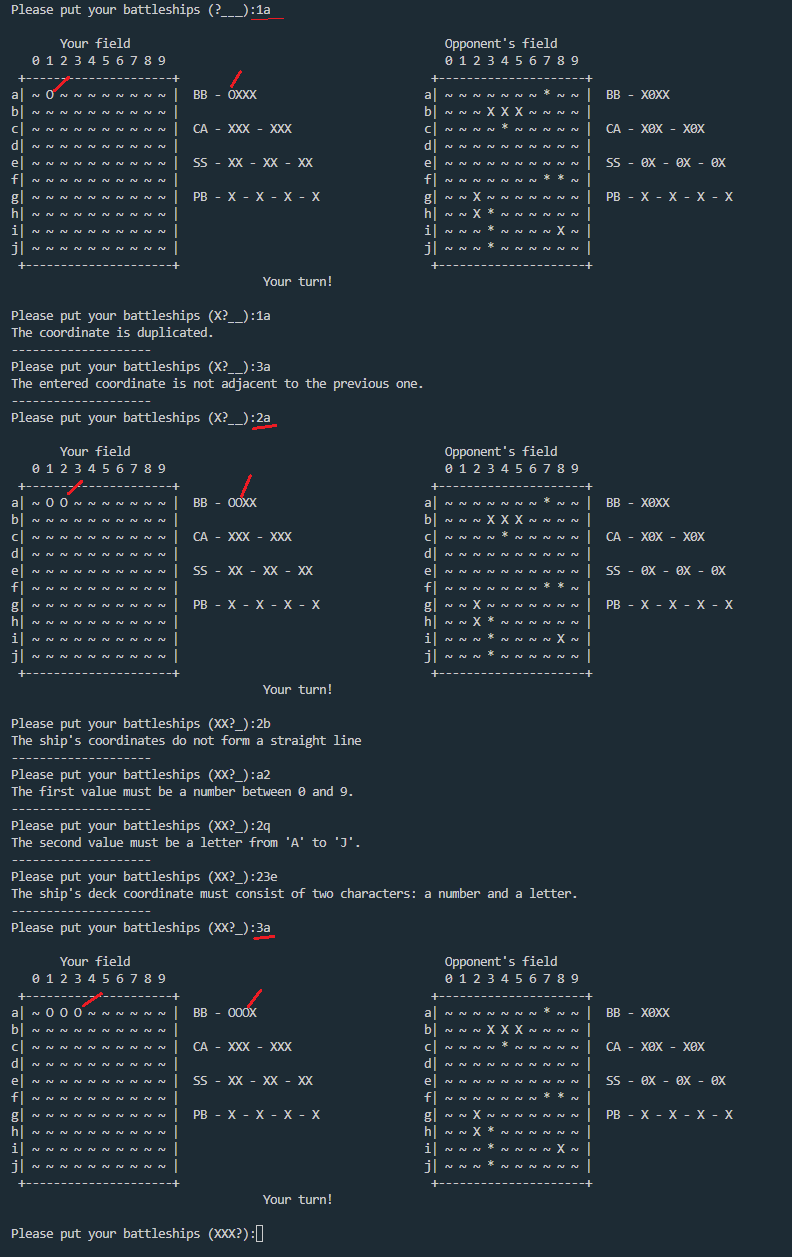 Please put your battleships (?___):1a
Your field Opponent's field
0 1 2 3 4 5 6 7 8 9 0 1 2 3 4 5 6 7 8 9
+---------------------+ +---------------------+
a| ~ O ~ ~ ~ ~ ~ ~ ~ ~ | BB - OXXX a| ~ ~ ~ ~ ~ ~ ~ * ~ ~ | BB - X0XX
b| ~ ~ ~ ~ ~ ~ ~ ~ ~ ~ | b| ~ ~ ~ X X X ~ ~ ~ ~ |
c| ~ ~ ~ ~ ~ ~ ~ ~ ~ ~ | CA - XXX - XXX c| ~ ~ ~ ~ * ~ ~ ~ ~ ~ | CA - X0X - X0X
d| ~ ~ ~ ~ ~ ~ ~ ~ ~ ~ | d| ~ ~ ~ ~ ~ ~ ~ ~ ~ ~ |
e| ~ ~ ~ ~ ~ ~ ~ ~ ~ ~ | SS - XX - XX - XX e| ~ ~ ~ ~ ~ ~ ~ ~ ~ ~ | SS - 0X - 0X - 0X
f| ~ ~ ~ ~ ~ ~ ~ ~ ~ ~ | f| ~ ~ ~ ~ ~ ~ ~ * * ~ |
g| ~ ~ ~ ~ ~ ~ ~ ~ ~ ~ | PB - X - X - X - X g| ~ ~ X ~ ~ ~ ~ ~ ~ ~ | PB - X - X - X - X
h| ~ ~ ~ ~ ~ ~ ~ ~ ~ ~ | h| ~ ~ X * ~ ~ ~ ~ ~ ~ |
i| ~ ~ ~ ~ ~ ~ ~ ~ ~ ~ | i| ~ ~ ~ * ~ ~ ~ ~ X ~ |
j| ~ ~ ~ ~ ~ ~ ~ ~ ~ ~ | j| ~ ~ ~ * ~ ~ ~ ~ ~ ~ |
+---------------------+ +---------------------+
Your turn!
Please put your battleships (X?__):1a
The coordinate is duplicated.
--------------------
Please put your battleships (X?__):3a
The entered coordinate is not adjacent to the previous one.
--------------------
Please put your battleships (X?__):2a
Your field Opponent's field
0 1 2 3 4 5 6 7 8 9 0 1 2 3 4 5 6 7 8 9
+---------------------+ +---------------------+
a| ~ O O ~ ~ ~ ~ ~ ~ ~ | BB - OOXX a| ~ ~ ~ ~ ~ ~ ~ * ~ ~ | BB - X0XX
b| ~ ~ ~ ~ ~ ~ ~ ~ ~ ~ | b| ~ ~ ~ X X X ~ ~ ~ ~ |
c| ~ ~ ~ ~ ~ ~ ~ ~ ~ ~ | CA - XXX - XXX c| ~ ~ ~ ~ * ~ ~ ~ ~ ~ | CA - X0X - X0X
d| ~ ~ ~ ~ ~ ~ ~ ~ ~ ~ | d| ~ ~ ~ ~ ~ ~ ~ ~ ~ ~ |
e| ~ ~ ~ ~ ~ ~ ~ ~ ~ ~ | SS - XX - XX - XX e| ~ ~ ~ ~ ~ ~ ~ ~ ~ ~ | SS - 0X - 0X - 0X
f| ~ ~ ~ ~ ~ ~ ~ ~ ~ ~ | f| ~ ~ ~ ~ ~ ~ ~ * * ~ |
g| ~ ~ ~ ~ ~ ~ ~ ~ ~ ~ | PB - X - X - X - X g| ~ ~ X ~ ~ ~ ~ ~ ~ ~ | PB - X - X - X - X
h| ~ ~ ~ ~ ~ ~ ~ ~ ~ ~ | h| ~ ~ X * ~ ~ ~ ~ ~ ~ |
i| ~ ~ ~ ~ ~ ~ ~ ~ ~ ~ | i| ~ ~ ~ * ~ ~ ~ ~ X ~ |
j| ~ ~ ~ ~ ~ ~ ~ ~ ~ ~ | j| ~ ~ ~ * ~ ~ ~ ~ ~ ~ |
+---------------------+ +---------------------+
Your turn!
Please put your battleships (XX?_):2b
The ship's coordinates do not form a straight line
--------------------
Please put your battleships (XX?_):a2
The first value must be a number between 0 and 9.
--------------------
Please put your battleships (XX?_):2q
The second value must be a letter from 'A' to 'J'.
--------------------
Please put your battleships (XX?_):23e
The ship's deck coordinate must consist of two characters: a number and a letter.
--------------------
Please put your battleships (XX?_):3a
Your field Opponent's field
0 1 2 3 4 5 6 7 8 9 0 1 2 3 4 5 6 7 8 9
+---------------------+ +---------------------+
a| ~ O O O ~ ~ ~ ~ ~ ~ | BB - OOOX a| ~ ~ ~ ~ ~ ~ ~ * ~ ~ | BB - X0XX
b| ~ ~ ~ ~ ~ ~ ~ ~ ~ ~ | b| ~ ~ ~ X X X ~ ~ ~ ~ |
c| ~ ~ ~ ~ ~ ~ ~ ~ ~ ~ | CA - XXX - XXX c| ~ ~ ~ ~ * ~ ~ ~ ~ ~ | CA - X0X - X0X
d| ~ ~ ~ ~ ~ ~ ~ ~ ~ ~ | d| ~ ~ ~ ~ ~ ~ ~ ~ ~ ~ |
e| ~ ~ ~ ~ ~ ~ ~ ~ ~ ~ | SS - XX - XX - XX e| ~ ~ ~ ~ ~ ~ ~ ~ ~ ~ | SS - 0X - 0X - 0X
f| ~ ~ ~ ~ ~ ~ ~ ~ ~ ~ | f| ~ ~ ~ ~ ~ ~ ~ * * ~ |
g| ~ ~ ~ ~ ~ ~ ~ ~ ~ ~ | PB - X - X - X - X g| ~ ~ X ~ ~ ~ ~ ~ ~ ~ | PB - X - X - X - X
h| ~ ~ ~ ~ ~ ~ ~ ~ ~ ~ | h| ~ ~ X * ~ ~ ~ ~ ~ ~ |
i| ~ ~ ~ ~ ~ ~ ~ ~ ~ ~ | i| ~ ~ ~ * ~ ~ ~ ~ X ~ |
j| ~ ~ ~ ~ ~ ~ ~ ~ ~ ~ | j| ~ ~ ~ * ~ ~ ~ ~ ~ ~ |
+---------------------+ +---------------------+
Your turn!
Please put your battleships (XXX?):